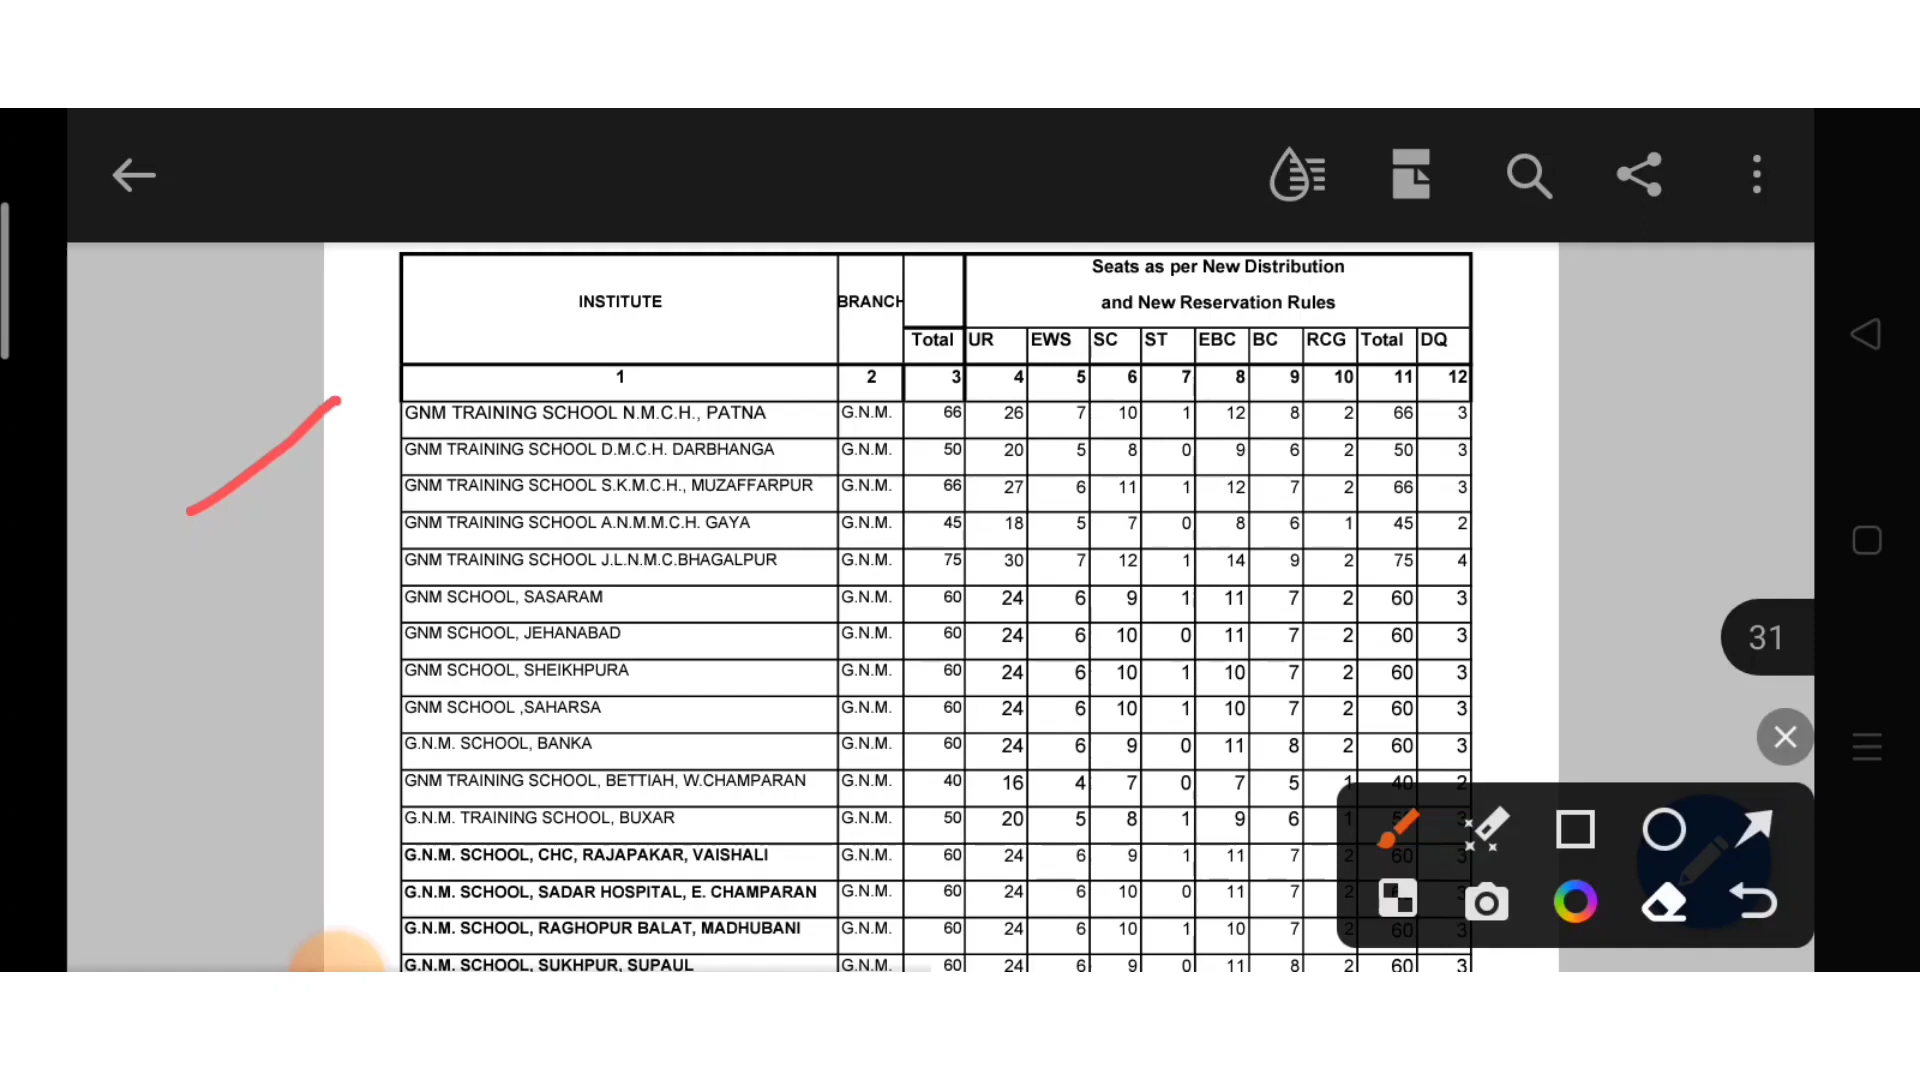 Seats as per New Distribution
INSTITUTE BRANCH and New Reservation Rules
Total UR EWS SC ST EBC BC RCG Total DQ
1 2 3 4 5 6 7 8 9 10 11 12
GNM TRAINING SCHOOL N.M.C.H., PATNA G.N.M. 66 26 7 10 1 12 8 2 66 3
GNM TRAINING SCHOOL D.M.C.H. DARBHANGA G.N.M. 50 20 5 8 0 9 6 2 50 3
GNM TRAINING SCHOOL S.K.M.C.H., MUZAFFARPUR G.N.M. 66 27 6 11 1 12 7 2 66 3
GNM TRAINING SCHOOL A.N.M.M.C.H. GAYA G.N.M. 45 18 5 7 0 8 6 1 45 2
GNM TRAINING SCHOOL J.L.N.M.C.BHAGALPUR G.N.M. 75 30 7 12 1 14 9 2 75 4
GNM SCHOOL, SASARAM G.N.M. 60 24 6 9 1 11 7 2 60 3
GNM SCHOOL, JEHANABAD G.N.M. 60 24 6 10 0 11 7 2 60 3
31
GNM SCHOOL, SHEIKHPURA G.N.M. 60 24 6 10 1 10 7 2 60 3
GNM SCHOOL ,SAHARSA G.N.M. 60 24 6 10 1 10 7 2 60 3
G.N.M. SCHOOL, BANKA G.N.M. 60 24 6 9 0 11 8 2 60 3
GNM TRAINING SCHOOL, BETTIAH, W.CHAMPARAN G.N.M. 40 16 4 7 0 7 5 1 40 2
G.N.M. TRAINING SCHOOL, BUXAR G.N.M. 50 20 5 8 1 9 6 1
G.N.M. SCHOOL, CHC, RAJAPAKAR, VAISHALI G.N.M. 60 24 6 9 1 11 7 2 60 3
G.N.M. SCHOOL, SADAR HOSPITAL, E. CHAMPARAN G.N.M. 60 24 6 10 0 11 7 2
G.N.M. SCHOOL, RAGHOPUR BALAT, MADHUBANI G.N.M. 60 24 6 10 1 10 7 2 60 3
G.N.M. SCHOOL, SUKHPUR, SUPAUL G.N.M. 60 24 6 9 0 11 8 2 60 3